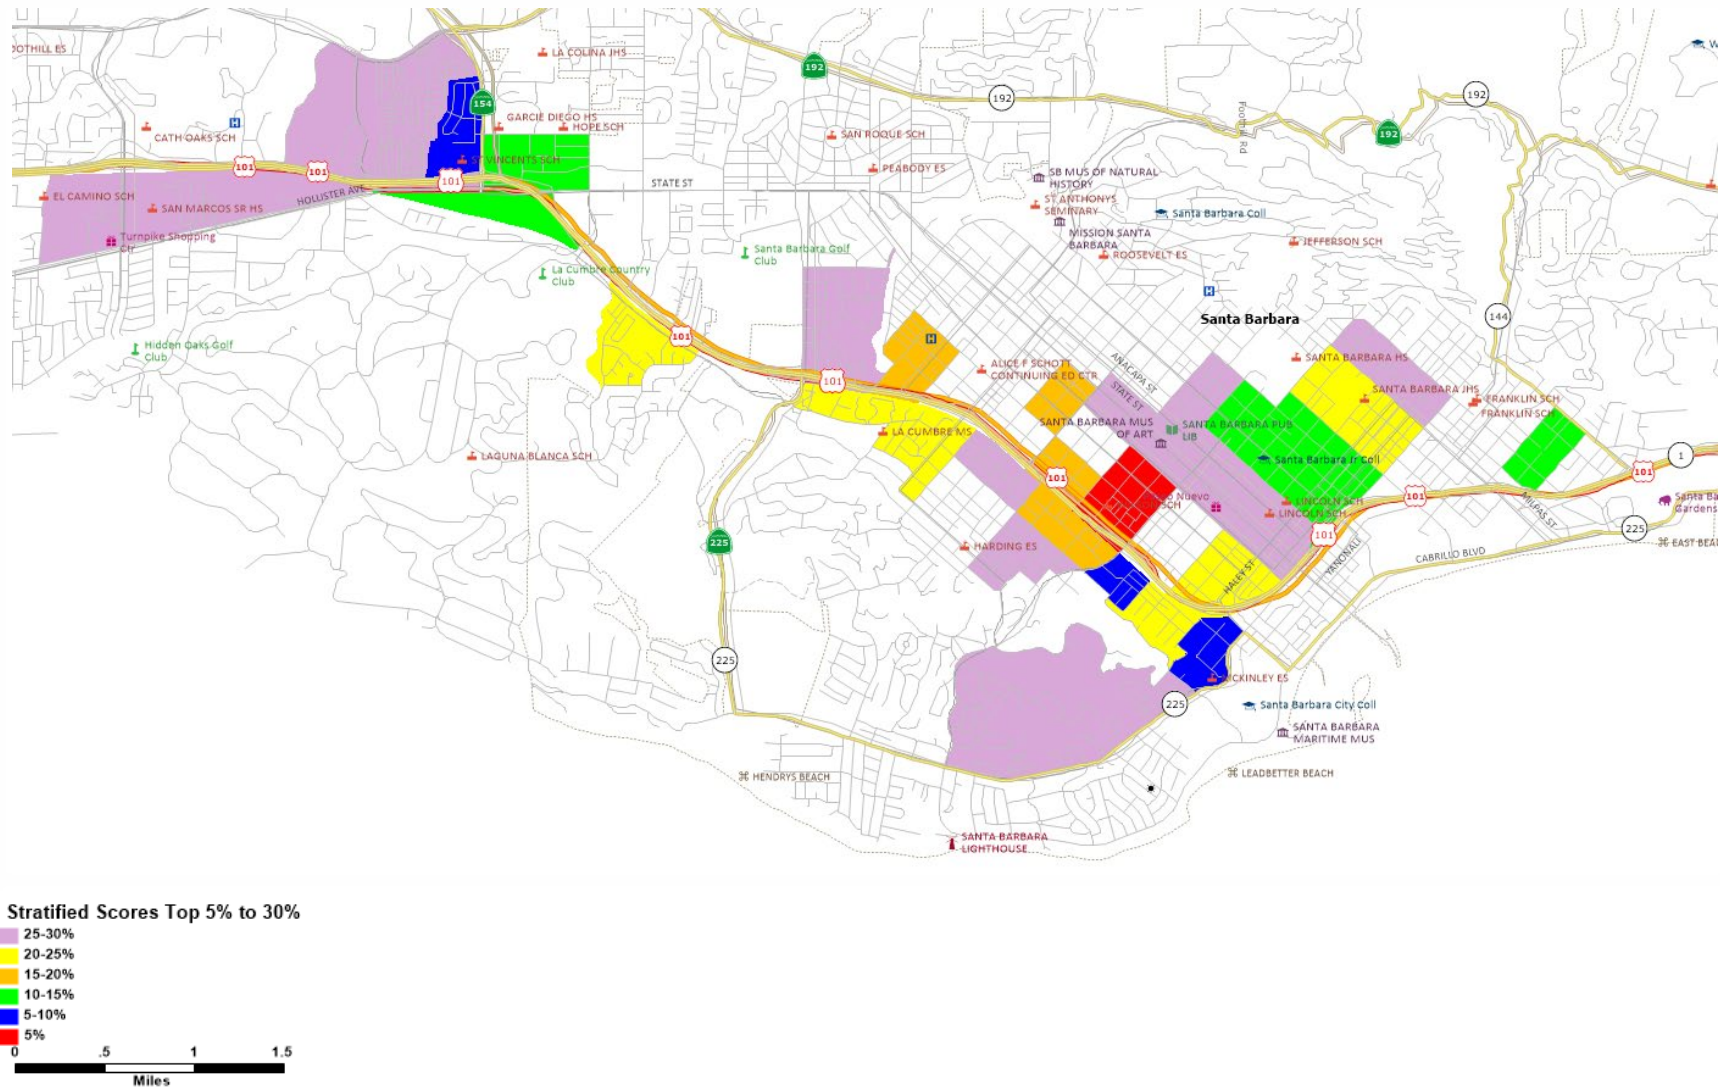 192
192
192
192
154
Foothill Rd
LA COLINA JHS
GARCIE DIEGO HS
HOPE SCH
CATH OAKS SCH
ST VINCENTS SCH
SAN ROQUE SCH
PEABODY ES
101
101
101
STATE ST
HOLLISTER AVE
EL CAMINO SCH
SAN MARCOS SR HS
Turnpike Shopping
Ctr
SB MUS OF NATURAL
HISTORY
ST ANTHONYS
SEMINARY
MISSION SANTA
BARBARA
Santa Barbara Coll
ROOSEVELT ES
JEFFERSON SCH
Santa Barbara Golf
Club
La Cumbre Country
Club
Hidden Oaks Golf
Club
Santa Barbara
144
101
101
ALICE F SCHOTT
CONTINUING ED CTR
ANACAPA ST
STATE ST
SANTA BARBARA HS
SANTA BARBARA JHS
FRANKLIN SCH
FRANKLIN SCH
SANTA BARBARA MUS
OF ART
SANTA BARBARA PUB
LIB
LA CUMBRE MS
LAGUNA BLANCA SCH
Santa Barbara Jr Coll
1
101
101
101
Nuevo
SCH
LINCOLN SCH
LINCOLN SCH
MILPAS ST
225
225
101
HARDING ES
HALEY ST
YANONALI
CABRILLO BLVD
225
225
MCKINLEY ES
Santa Barbara City Coll
SANTA BARBARA
MARITIME MUS
HENDRYS BEACH
LEADBETTER BEACH
SANTA BARBARA
LIGHTHOUSE
Stratified Scores Top 5% to 30%
25-30%
20-25%
15-20%
10-15%
5-10%
5%
0 .5 1 1.5
Miles